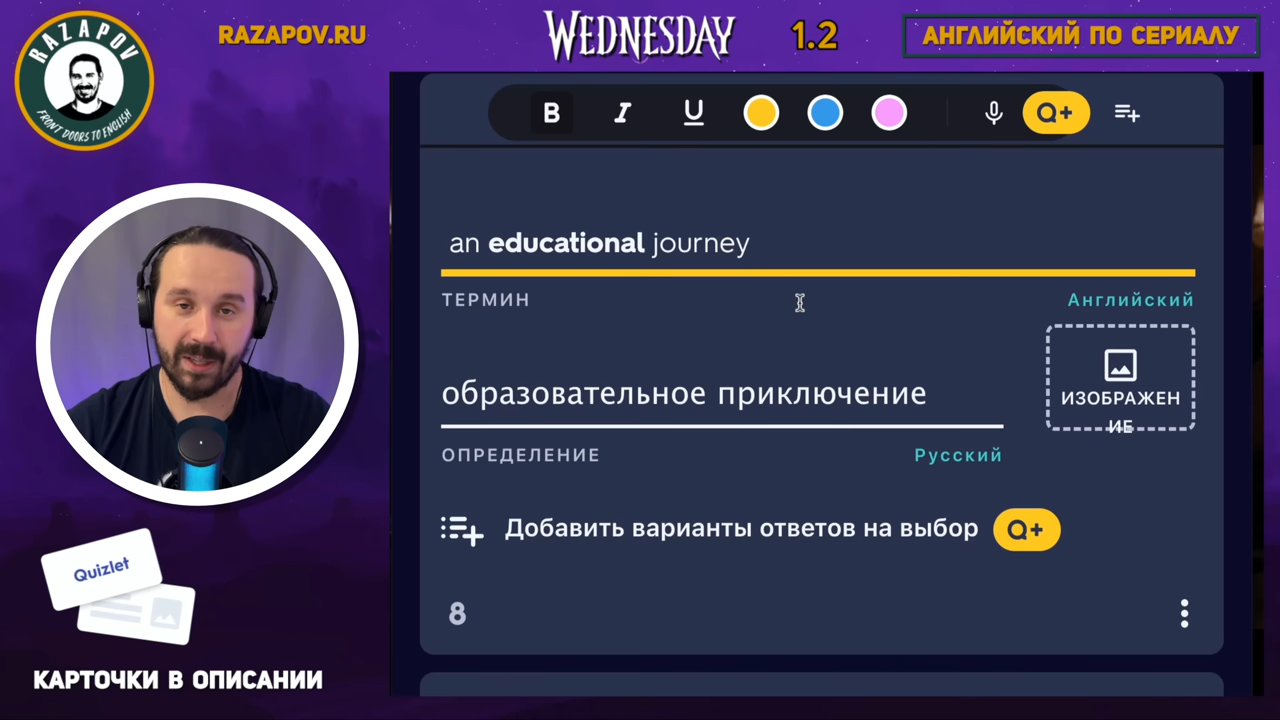 RAZAPOV
FRONT DOORS TO ENGLISH
RAZAPOV.RU
WEDNESDAY
1.2
АНГЛИЙСКИЙ ПО СЕРИАЛУ
B I U Q+
an educational journey
ТЕРМИН
Английский
образовательное приключение
ИЗОБРАЖЕН
ИЕ
ОПРЕДЕЛЕНИЕ
Русский
Добавить варианты ответов на выбор Q+
8
Quizlet
КАРТОЧКИ В ОПИСАНИИ